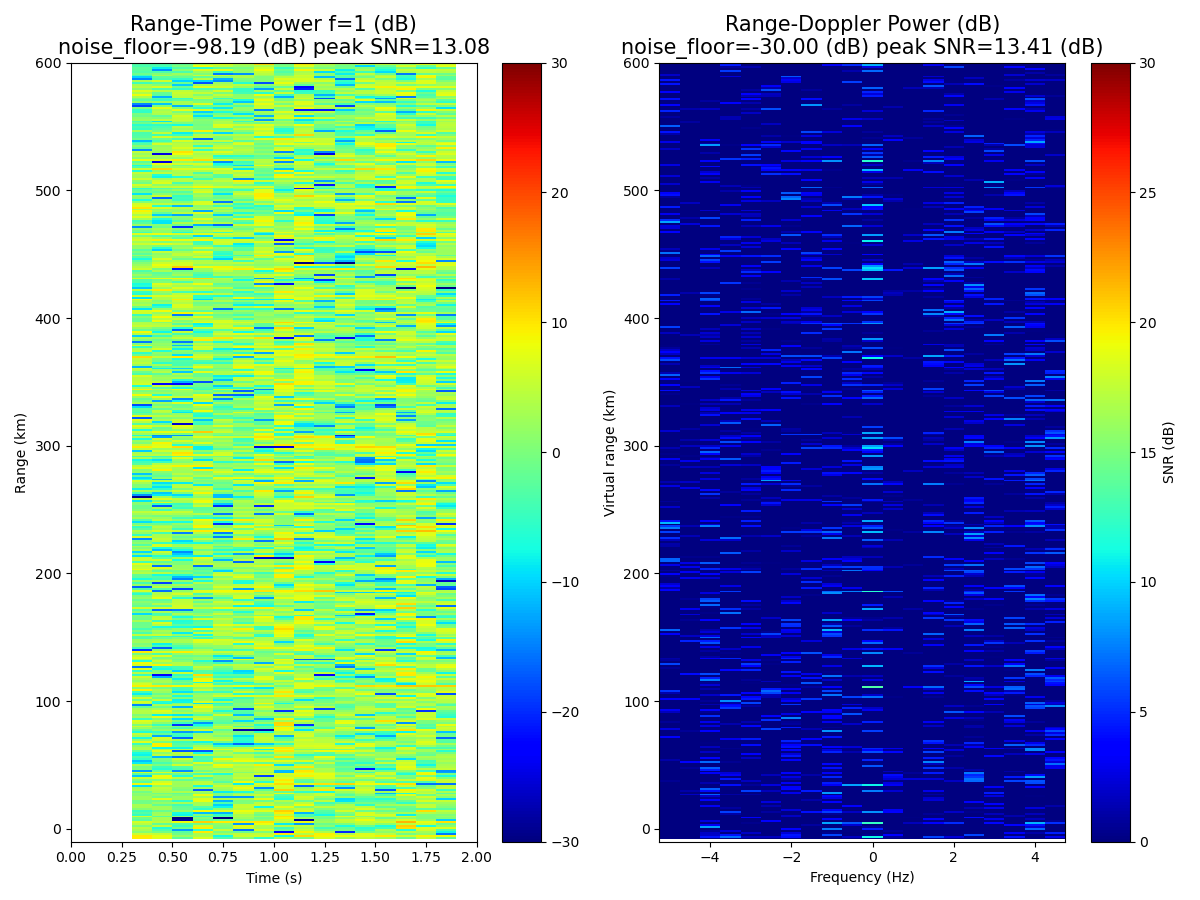 Range-Time Power f=1 (dB)
noise_floor=-98.19 (dB) peak SNR=13.08
Range (km)
600
500
400
300
200
100
0
0.00 0.25 0.50 0.75 1.00 1.25 1.50 1.75 2.00
Time (s)
30
20
10
0
−10
−20
−30
Range-Doppler Power (dB)
noise_floor=-30.00 (dB) peak SNR=13.41 (dB)
Virtual range (km)
600
500
400
300
200
100
0
−4 −2 0 2 4
Frequency (Hz)
30
25
20
15
10
5
0
SNR (dB)